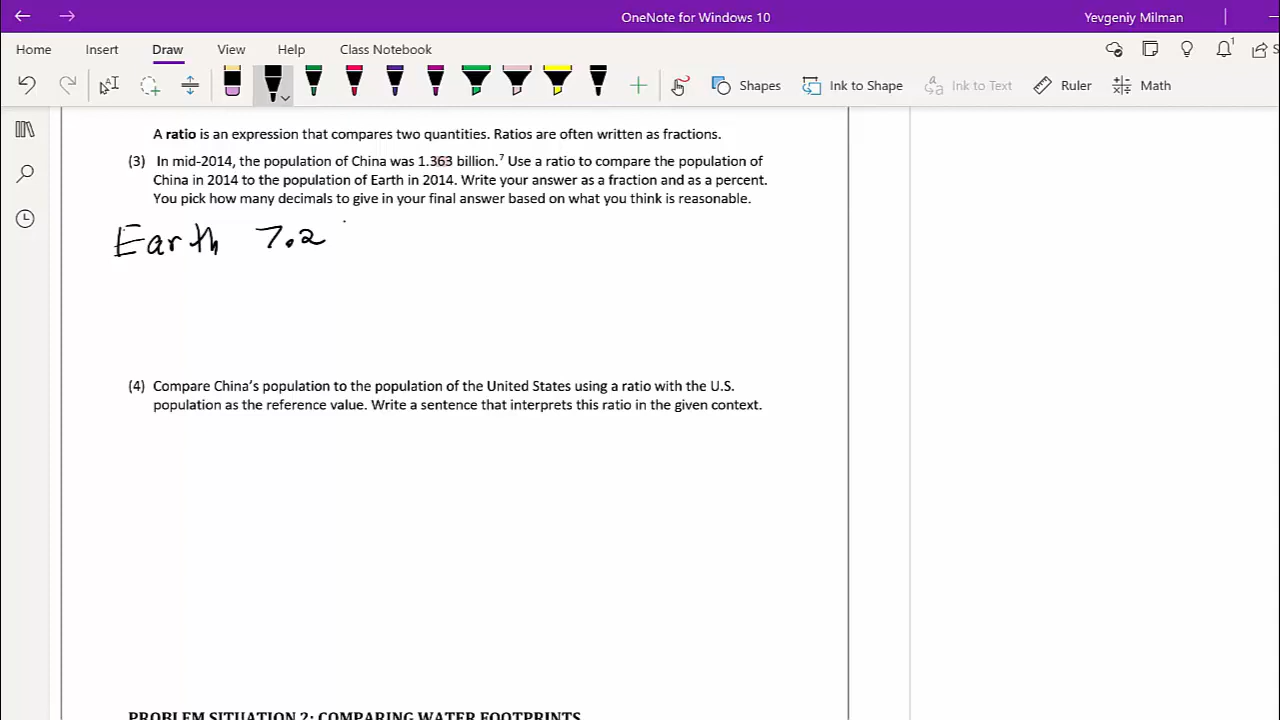 OneNote for Windows 10
Yevgeniy Milman
Home Insert Draw View Help Class Notebook
Shapes Ink to Shape Ink to Text Ruler Math
A ratio is an expression that compares two quantities. Ratios are often written as fractions.
(3) In mid-2014, the population of China was 1.363 billion.7 Use a ratio to compare the population of
China in 2014 to the population of Earth in 2014. Write your answer as a fraction and as a percent.
You pick how many decimals to give in your final answer based on what you think is reasonable.
Earth 7.2
(4) Compare China's population to the population of the United States using a ratio with the U.S.
population as the reference value. Write a sentence that interprets this ratio in the given context.
PROBLEM SITUATION 2: COMPARING WATER FOOTPRINTS